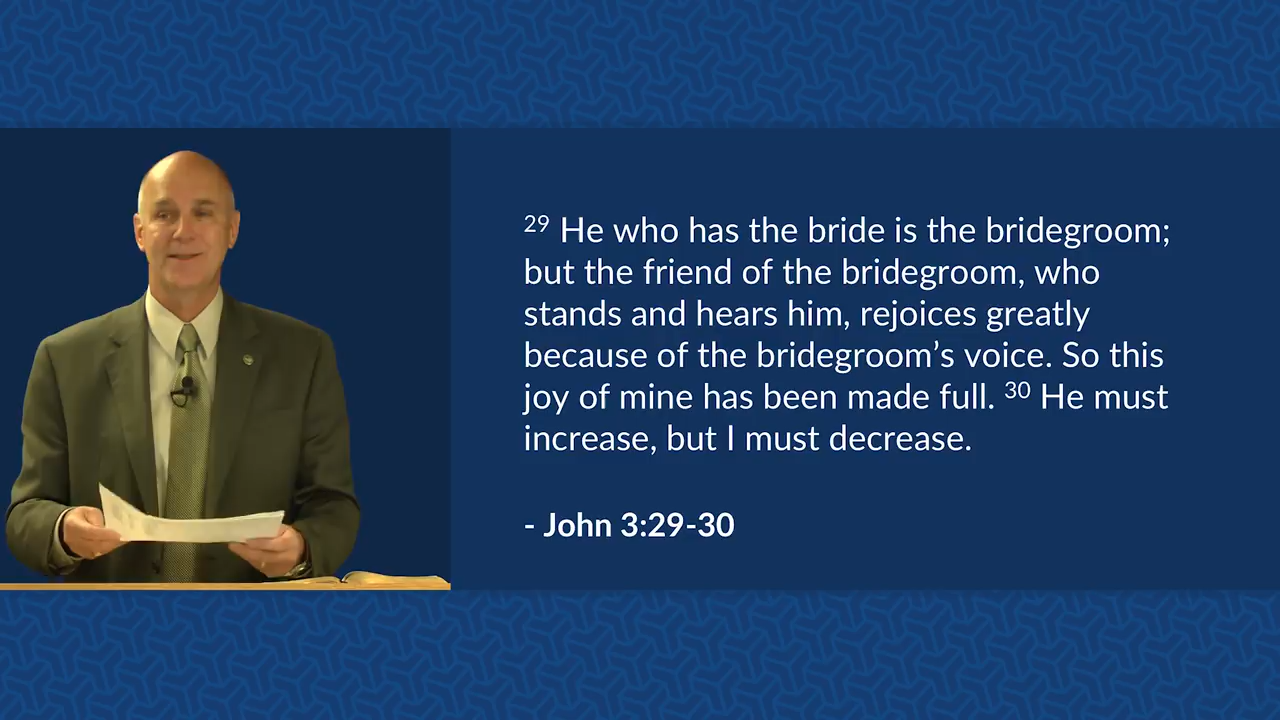 29 He who has the bride is the bridegroom;
but the friend of the bridegroom, who
stands and hears him, rejoices greatly
because of the bridegroom’s voice. So this
joy of mine has been made full. 30 He must
increase, but I must decrease.
- John 3:29-30